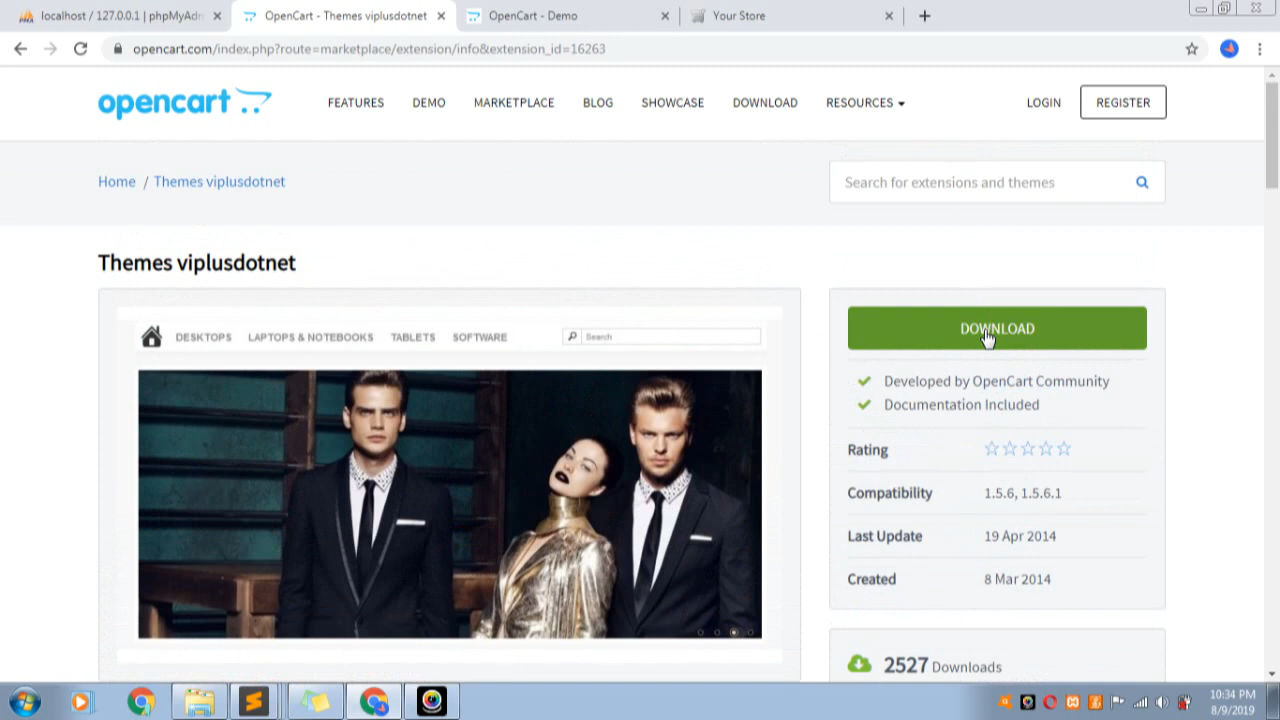 localhost / 127.0.0.1 | phpMyAdm
OpenCart - Themes viplusdotnet
OpenCart - Demo
Your Store
opencart.com/index.php?route=marketplace/extension/info&extension_id=16263
opencart
FEATURES
DEMO
MARKETPLACE
BLOG
SHOWCASE
DOWNLOAD
RESOURCES
LOGIN
REGISTER
Home / Themes viplusdotnet
Search for extensions and themes
Themes viplusdotnet
DESKTOPS
LAPTOPS & NOTEBOOKS
TABLETS
SOFTWARE
Search
DOWNLOAD
Developed by OpenCart Community
Documentation Included
Rating
Compatibility 1.5.6, 1.5.6.1
Last Update 19 Apr 2014
Created 8 Mar 2014
2527 Downloads
10:34 PM
8/9/2019